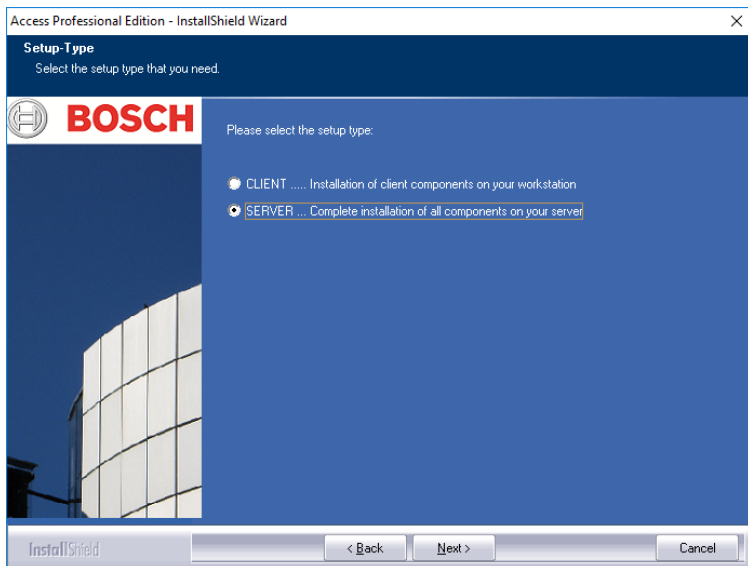 Access Professional Edition - InstallShield Wizard
Setup-Type
Select the setup type that you need.
BOSCH
Please select the setup type:
CLIENT ..... Installation of client components on your workstation
SERVER ... Complete installation of all components on your server
InstallShield
< Back
Next >
Cancel